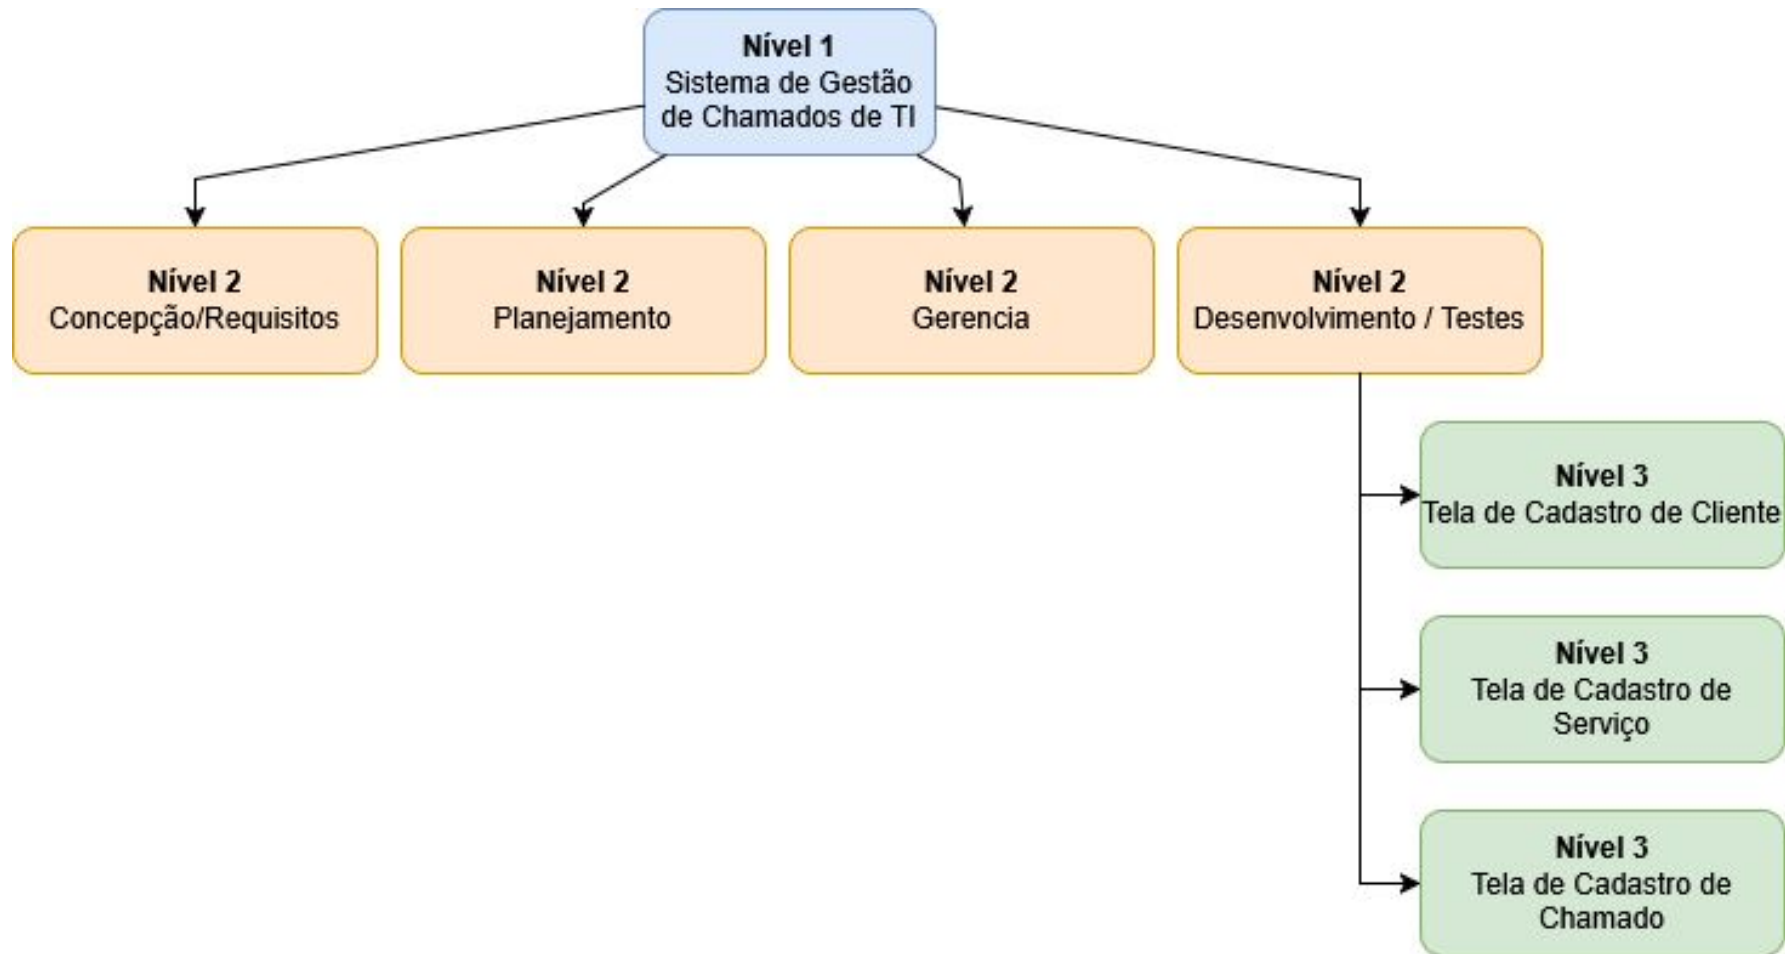 Nível 1
Sistema de Gestão
de Chamados de TI
Nível 2
Concepção/Requisitos
Nível 2
Planejamento
Nível 2
Gerencia
Nível 2
Desenvolvimento / Testes
Nível 3
Tela de Cadastro de Cliente
Nível 3
Tela de Cadastro de
Serviço
Nível 3
Tela de Cadastro de
Chamado